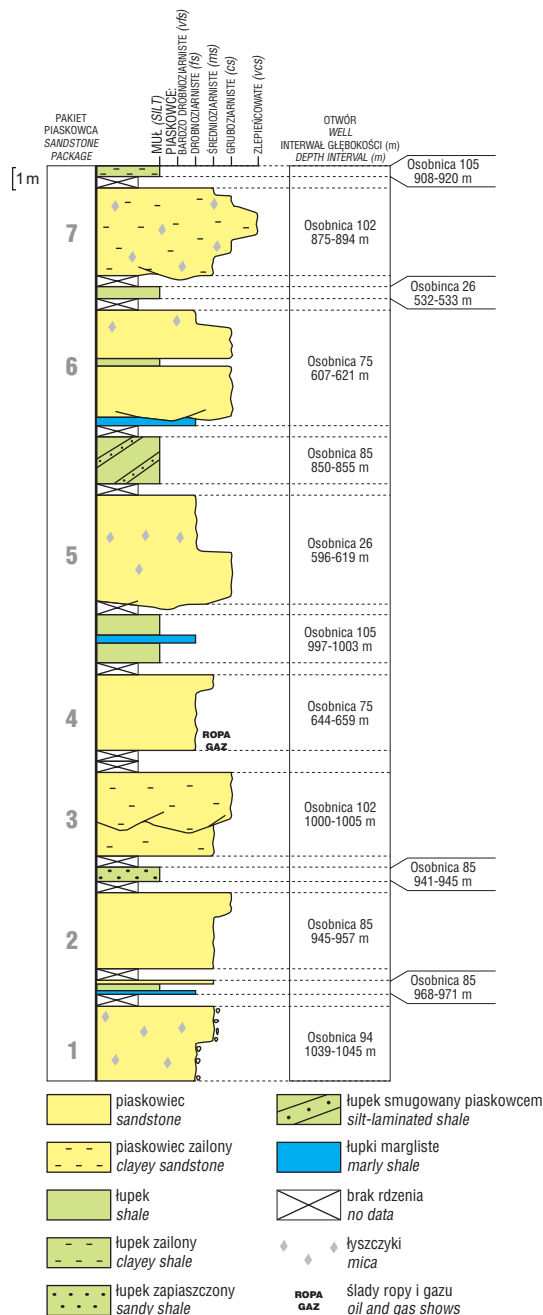 PAKIET
PIASKOWCA
SANDSTONE
PACKAGE
MUŁ (SILT)
PIASKOWCE:
BARDZO DROBNOZIARNISTE (vfs)
DROBNOZIARNISTE (fs)
ŚREDNIOZIARNISTE (ms)
GRUBOZIARNISTE (cs)
ZLEPIEŃCOWATE (vcs)
OTWÓR
WELL
INTERWAŁ GŁĘBOKOŚCI (m)
DEPTH INTERVAL (m)
1 m
Osobnica 105
908-920 m
7
Osobnica 102
875-894 m
Osobinca 26
532-533 m
6
Osobnica 75
607-621 m
Osobnica 85
850-855 m
5
Osobnica 26
596-619 m
Osobnica 105
997-1003 m
4
Osobnica 75
644-659 m
ROPA
GAZ
3
Osobnica 102
1000-1005 m
Osobnica 85
941-945 m
2
Osobnica 85
945-957 m
Osobnica 85
968-971 m
1
Osobnica 94
1039-1045 m
piaskowiec
sandstone
piaskowiec zailony
clayey sandstone
łupek
shale
łupek zailony
clayey shale
łupek zapiaszczony
sandy shale
łupek smugowany piaskowcem
silt-laminated shale
łupki margliste
marly shale
brak rdzenia
no data
łyszczyki
mica
ROPA
GAZ
ślady ropy i gazu
oil and gas shows